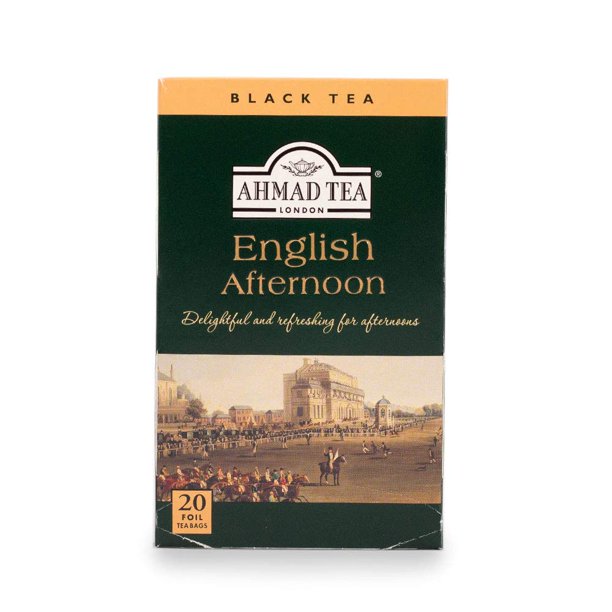 BLACK TEA
AHMAD TEA®
LONDON
English
Afternoon
Delightful and refreshing for afternoons
20
FOIL
TEA BAGS